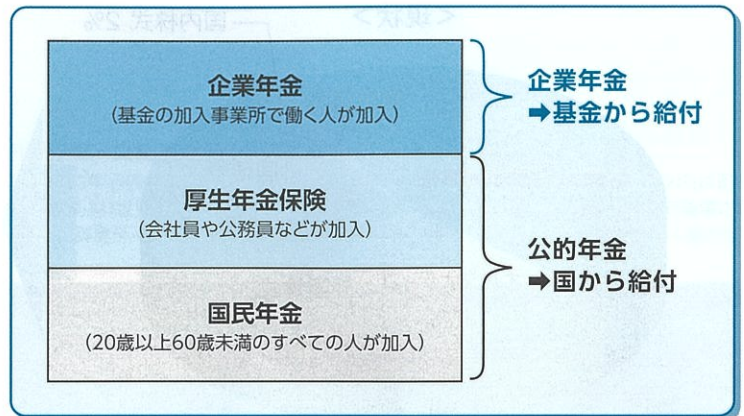 企業年金
(基金の加入事業所で働く人が加入)
厚生年金保険
(会社員や公務員などが加入)
国民年金
(20歳以上60歳未満のすべての人が加入)
企業年金
➡基金から給付
公的年金
➡国から給付